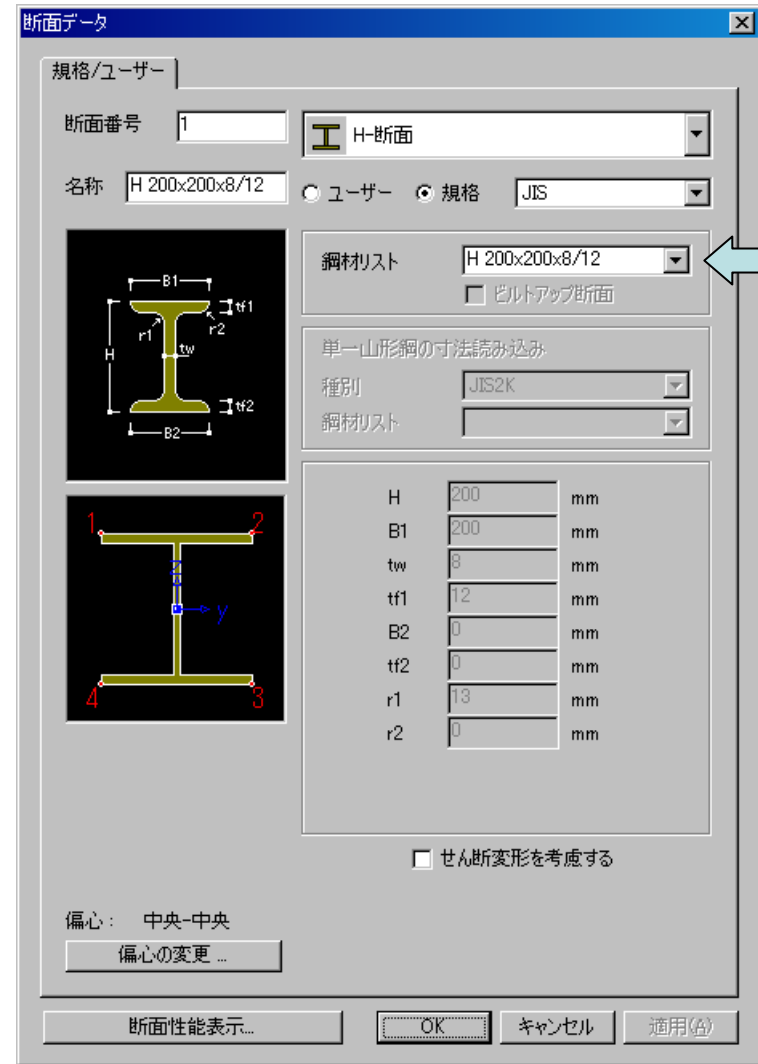 断面データ
規格/ユーザー
断面番号 1 H-断面
名称 H 200x200x8/12 ユーザー 規格 JIS
鋼材リスト H 200x200x8/12
ビルトアップ断面
単一山形鋼の寸法読み込み
種別 JIS2K
鋼材リスト
B1
tf1
r1 r2
H tw
tf2
B2
H 200 mm
B1 200 mm
tw 8 mm
tf1 12 mm
B2 0 mm
tf2 0 mm
r1 13 mm
r2 0 mm
1 2
z
y
4 3
せん断変形を考慮する
偏心: 中央-中央
偏心の変更 ...
断面性能表示... OK キャンセル 適用(A)